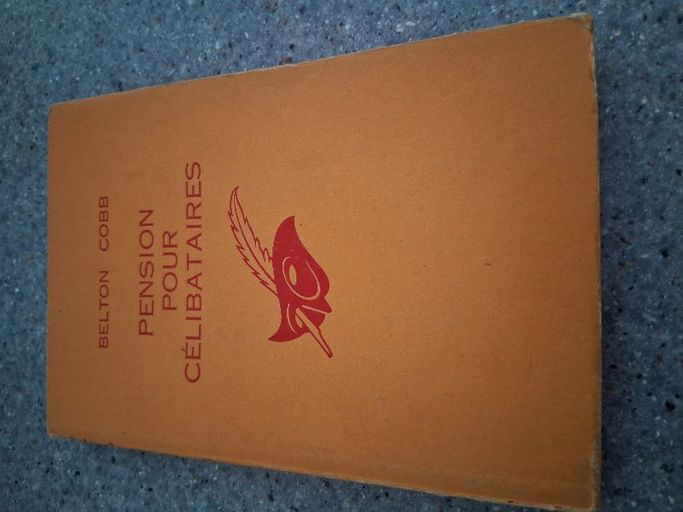 BELTON COBB
PENSION
POUR
CÉLIBATAIRES